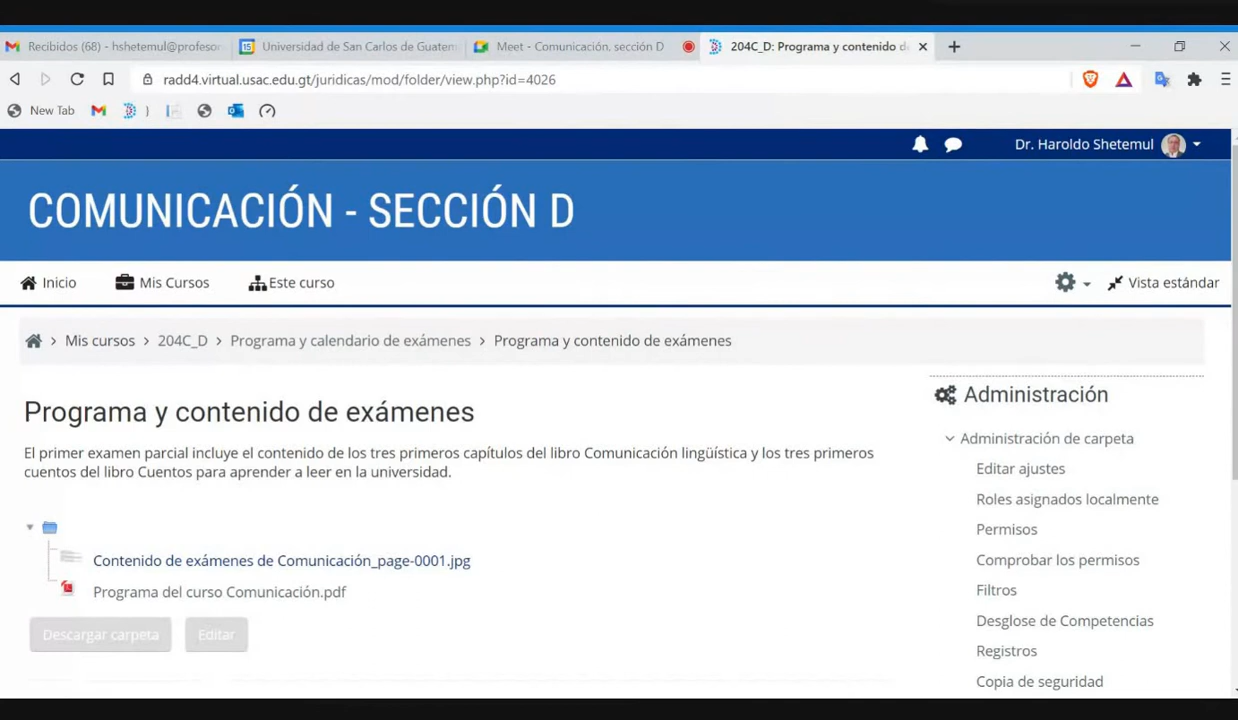 Recibidos (68) - hshetemul@profesor
15
Universidad de San Carlos de Guatem
Meet - Comunicación, sección D
204C_D: Programa y contenido d
radd4.virtual.usac.edu.gt/juridicas/mod/folder/view.php?id=4026
New Tab
Dr. Haroldo Shetemul
COMUNICACIÓN - SECCIÓN D
Inicio
Mis Cursos
Este curso
Vista estándar
Mis cursos > 204C_D > Programa y calendario de exámenes > Programa y contenido de exámenes
Programa y contenido de exámenes
El primer examen parcial incluye el contenido de los tres primeros capítulos del libro Comunicación lingüística y los tres primeros
cuentos del libro Cuentos para aprender a leer en la universidad.
Contenido de exámenes de Comunicación_page-0001.jpg
Programa del curso Comunicación.pdf
Descargar carpeta
Editar
Administración
Administración de carpeta
Editar ajustes
Roles asignados localmente
Permisos
Comprobar los permisos
Filtros
Desglose de Competencias
Registros
Copia de seguridad